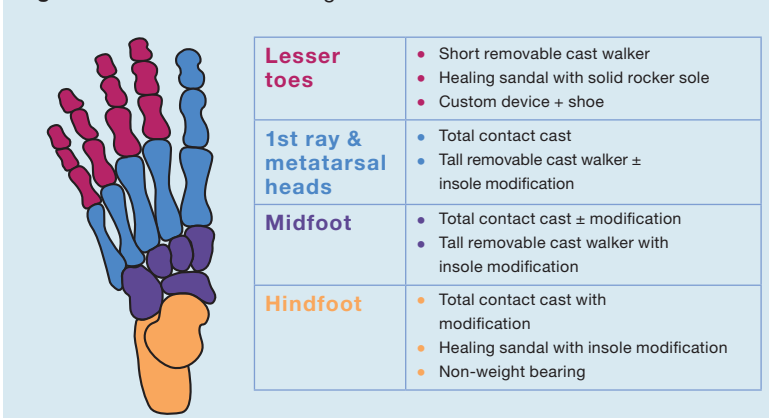 Lesser
toes
• Short removable cast walker
• Healing sandal with solid rocker sole
• Custom device + shoe
1st ray &
metatarsal
heads
• Total contact cast
• Tall removable cast walker ±
insole modification
Midfoot
• Total contact cast ± modification
• Tall removable cast walker with
insole modification
Hindfoot
• Total contact cast with
modification
• Healing sandal with insole modification
• Non-weight bearing